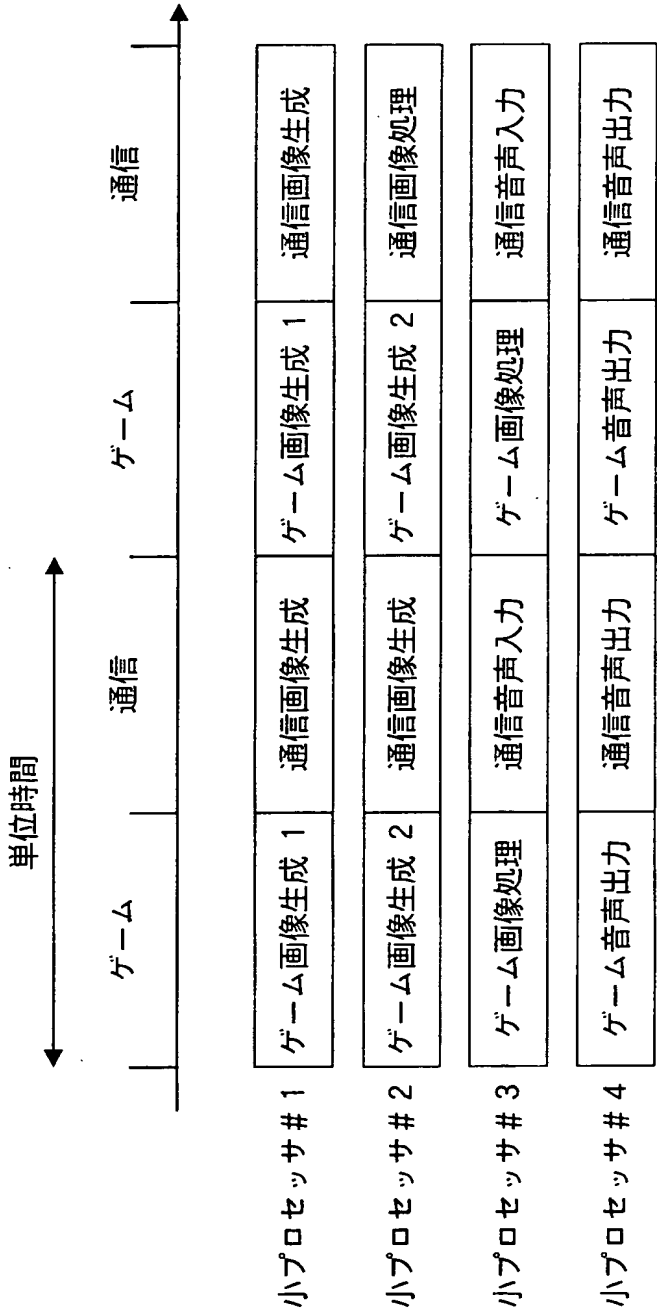 単位時間
ゲーム 通信 ゲーム 通信
小プロセッサ＃1 ゲーム画像生成 1 通信画像生成 ゲーム画像生成 1 通信画像生成
小プロセッサ＃2 ゲーム画像生成 2 通信画像生成 ゲーム画像生成 2 通信画像処理
小プロセッサ＃3 ゲーム画像処理 通信音声入力 ゲーム画像処理 通信音声入力
小プロセッサ＃4 ゲーム音声出力 通信音声出力 ゲーム音声出力 通信音声出力